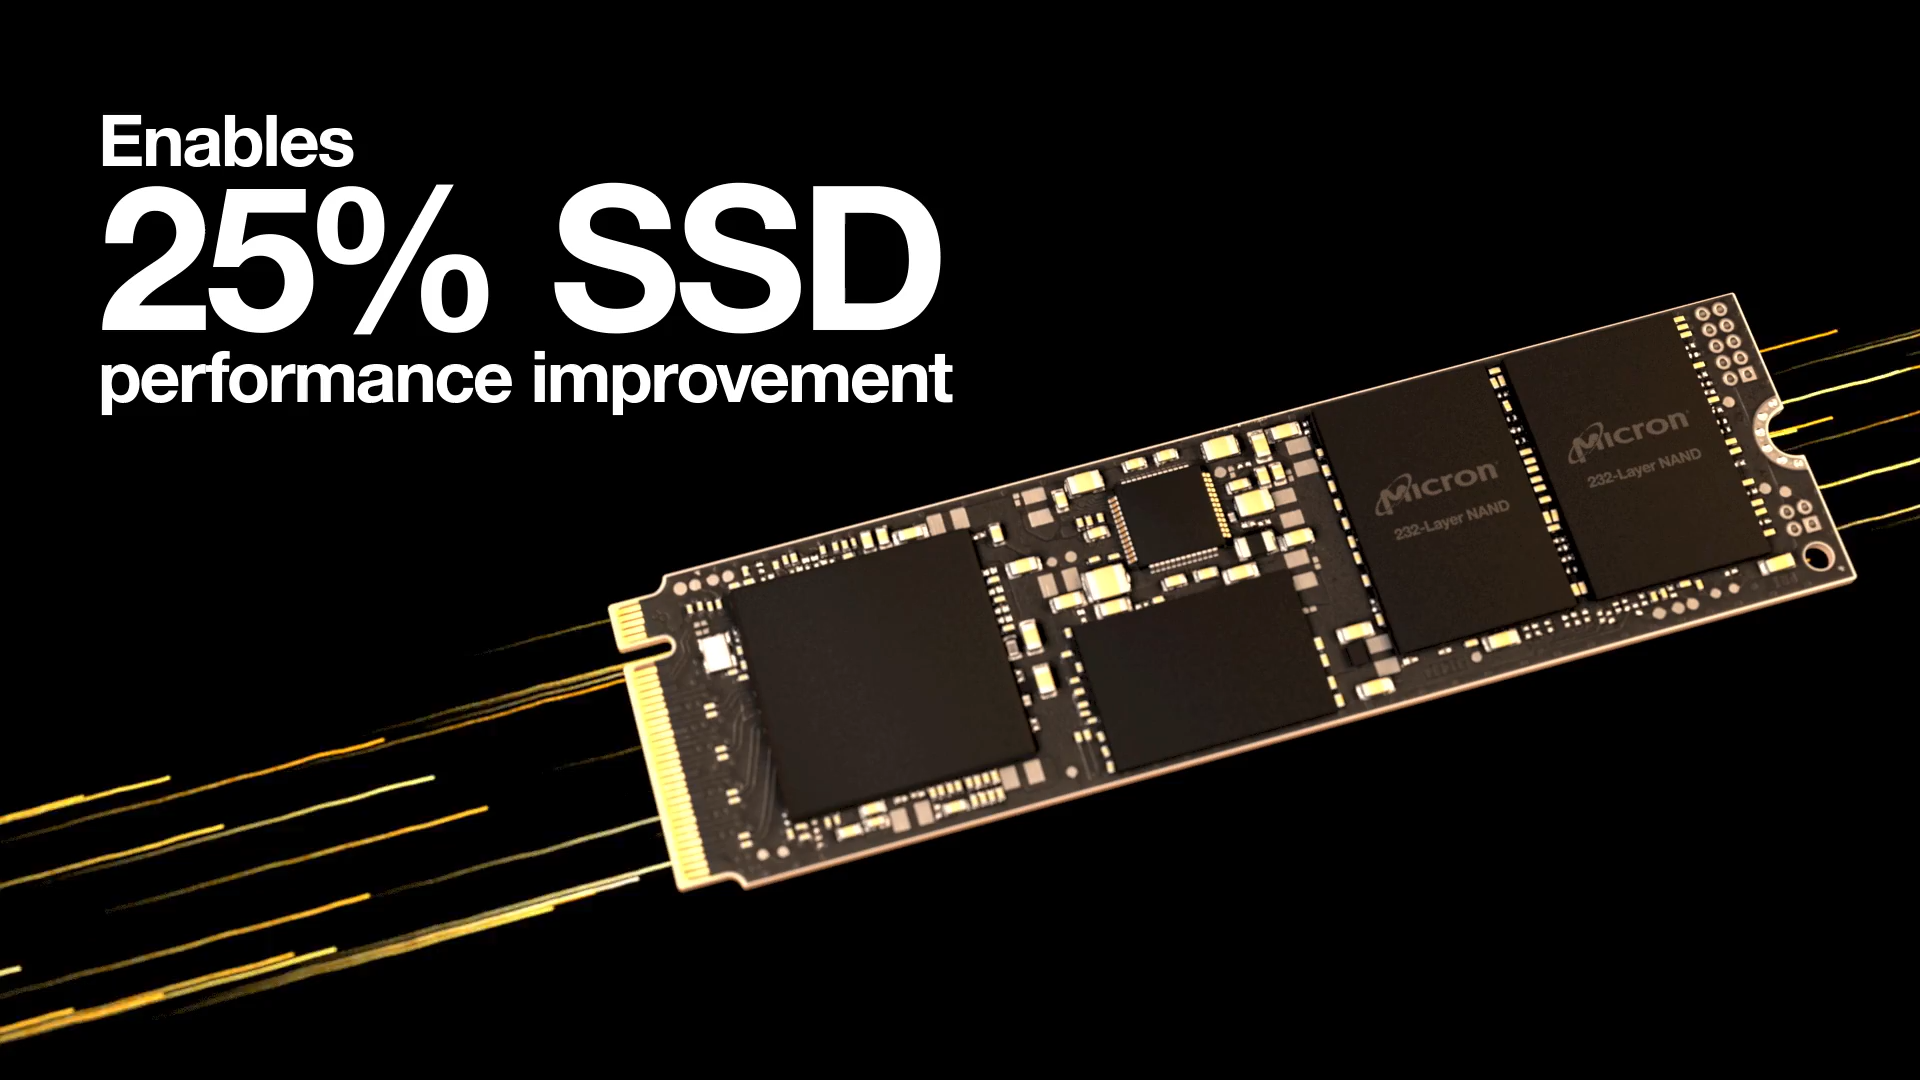 Enables
25% SSD
performance improvement
Micron
232-Layer NAND
Micron
232-Layer NAND